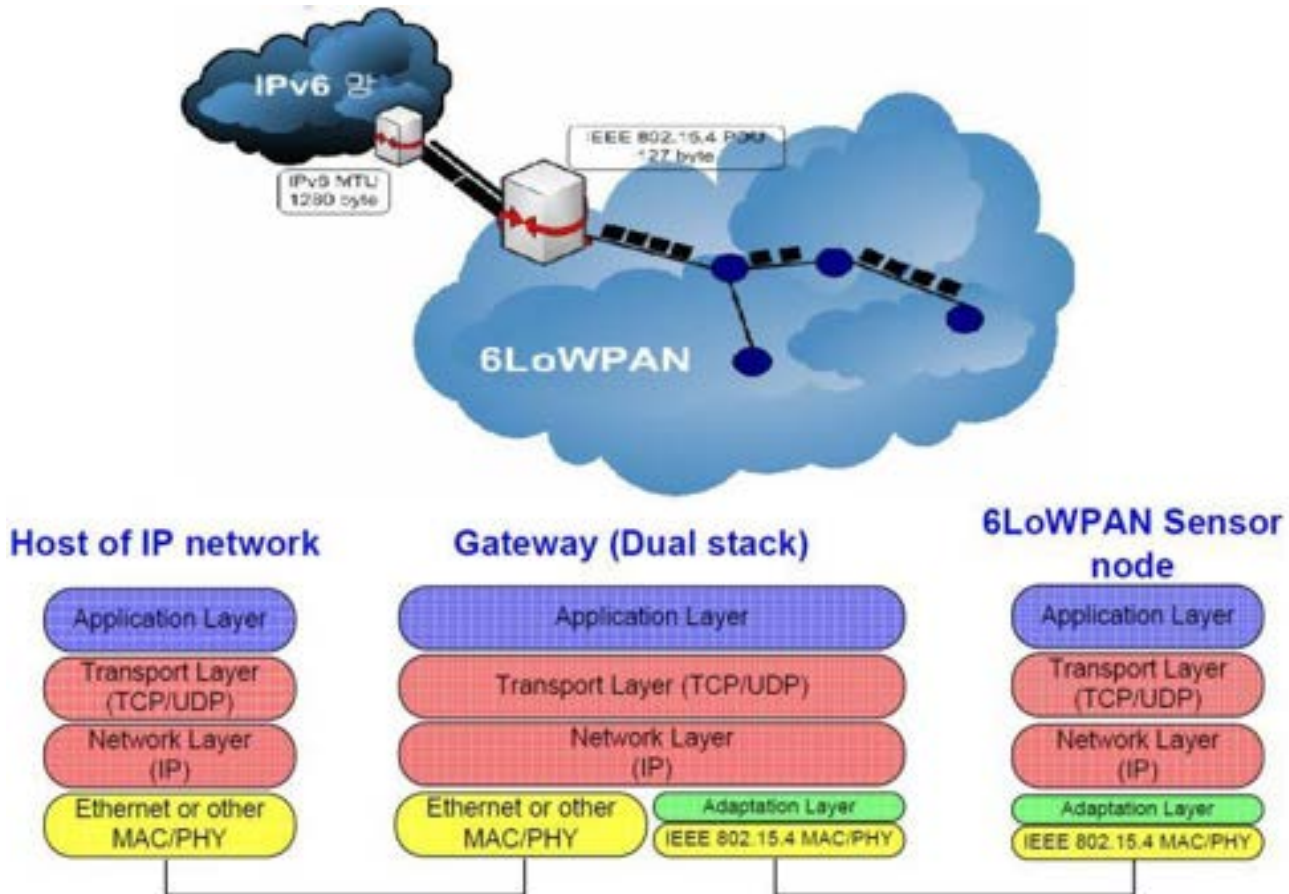 IPv6 망
IEEE 802.15.4 PDU
127 byte
IPv6 MTU
1280 byte
6LoWPAN
Host of IP network
Gateway (Dual stack)
6LoWPAN Sensor
node
Application Layer
Transport Layer
(TCP/UDP)
Network Layer
(IP)
Ethernet or other
MAC/PHY
Application Layer
Transport Layer (TCP/UDP)
Network Layer
(IP)
Ethernet or other
MAC/PHY
Adaptation Layer
IEEE 802.15.4 MAC/PHY
Application Layer
Transport Layer
(TCP/UDP)
Network Layer
(IP)
Adaptation Layer
IEEE 802.15.4 MAC/PHY